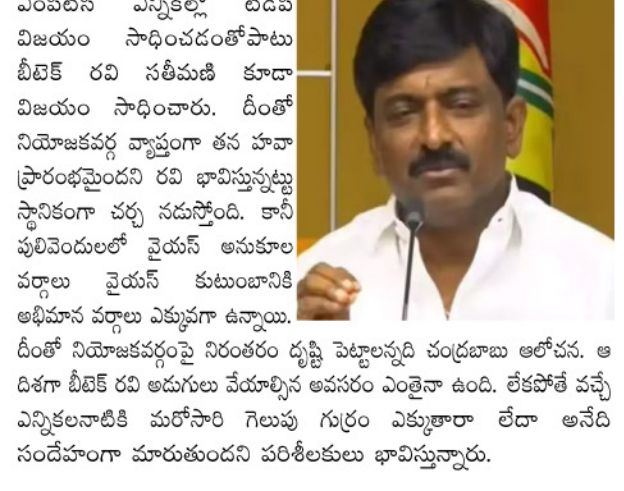 ఎంపీటీసీ ఎన్నికల్లో టీడీపీ
విజయం సాధించడంతోపాటు
బీటెక్ రవి సతీమణి కూడా
విజయం సాధించారు. దీంతో
నియోజకవర్గ వ్యాప్తంగా తన హవా
ప్రారంభమైందని రవి భావిస్తున్నట్టు
స్థానికంగా చర్చ నడుస్తోంది. కానీ
పులివెందులలో వైయస్ అనుకూల
వర్గాలు వైయస్ కుటుంబానికి
అభిమాన వర్గాలు ఎక్కువగా ఉన్నాయి.
దీంతో నియోజకవర్గంపై నిరంతరం దృష్టి పెట్టాలన్నది చంద్రబాబు ఆలోచన. ఆ
దిశగా బీటెక్ రవి అడుగులు వేయాల్సిన అవసరం ఎంతైనా ఉంది. లేకపోతే వచ్చే
ఎన్నికలనాటికి మరోసారి గెలుపు గుర్రం ఎక్కుతారా లేదా అనేది
సందేహంగా మారుతుందని పరిశీలకులు భావిస్తున్నారు.